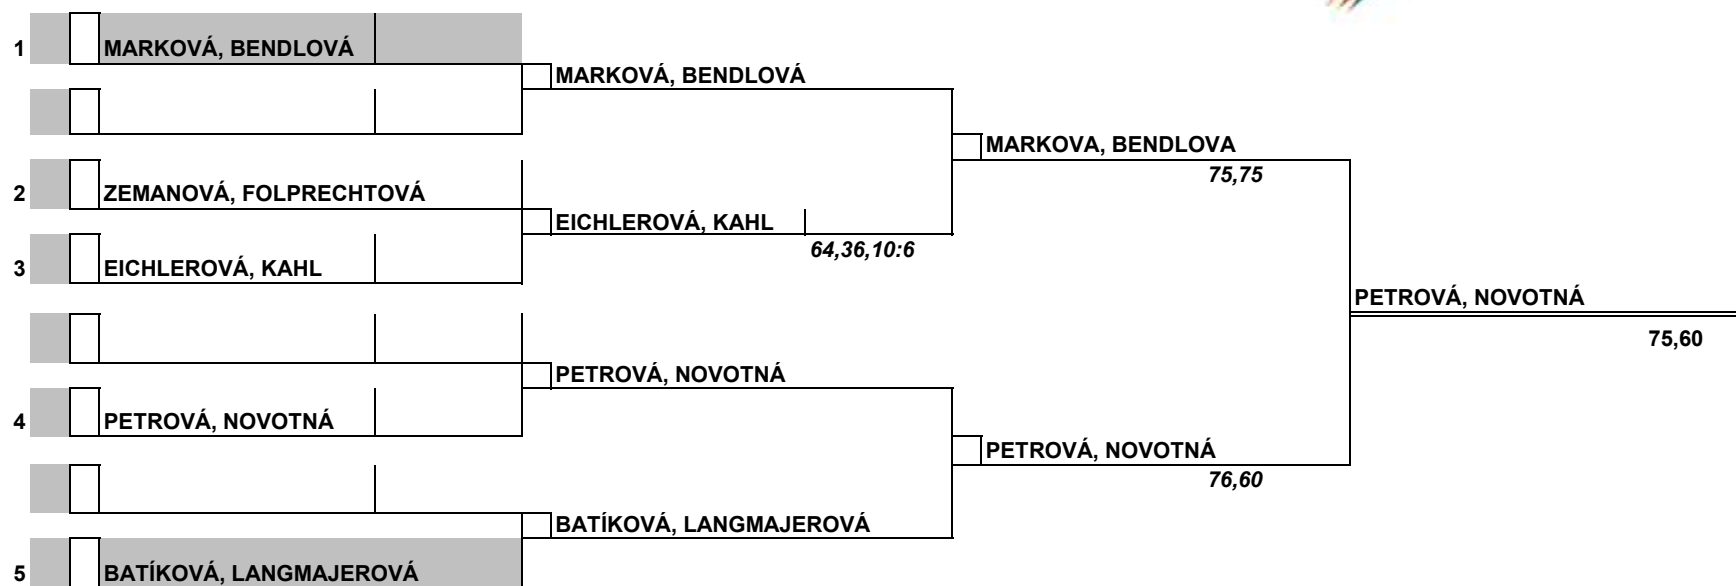 1 MARKOVÁ, BENDLOVÁ
MARKOVÁ, BENDLOVÁ
MARKOVA, BENDLOVA
75,75
2 ZEMANOVÁ, FOLPRECHTOVÁ
EICHLEROVÁ, KAHL
64,36,10:6
3 EICHLEROVÁ, KAHL
PETROVÁ, NOVOTNÁ
75,60
PETROVÁ, NOVOTNÁ
4 PETROVÁ, NOVOTNÁ
PETROVÁ, NOVOTNÁ
76,60
BATÍKOVÁ, LANGMAJEROVÁ
5 BATÍKOVÁ, LANGMAJEROVÁ